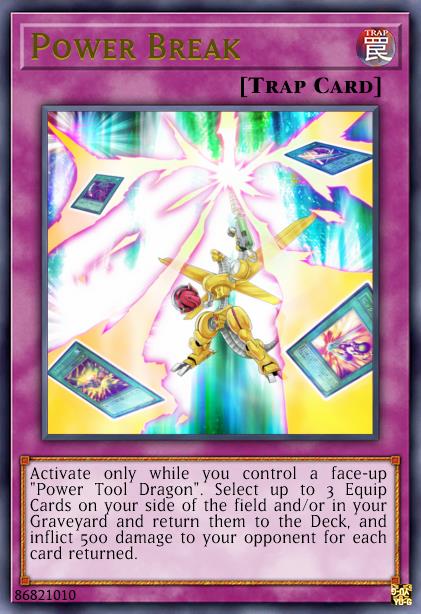 Power Break
TRAP
罠
[Trap Card]
Activate only while you control a face-up
"Power Tool Dragon". Select up to 3 Equip
Cards on your side of the field and/or in your
Graveyard and return them to the Deck, and
inflict 500 damage to your opponent for each
card returned.
86821010